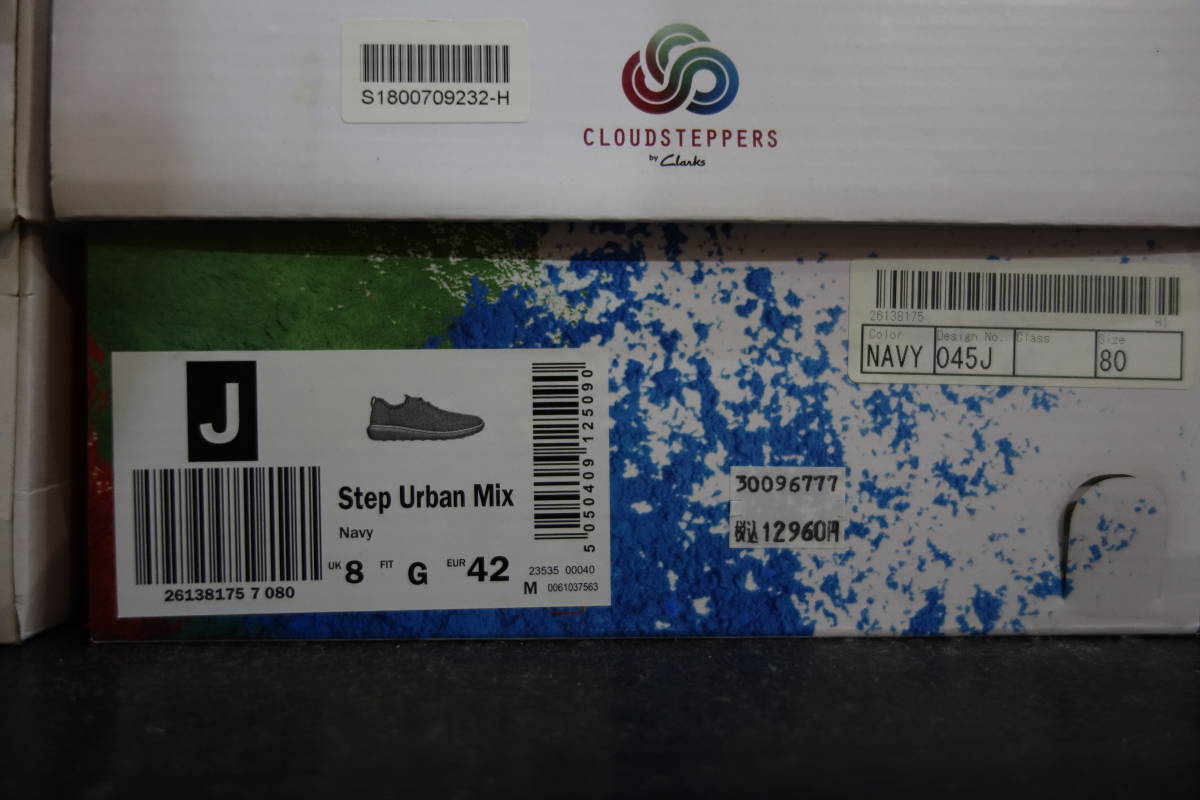 S1800709232-H
CLOUDSTEPPERS
by Clarks
26138175
H1
Color Design No. Class Size
NAVY 045J 80
J
Step Urban Mix
Navy
UK 8 FIT G EUR 42
26138175 7 080
5 050409 125090
23535 00040
M 0061037563
30096777
税込12960円